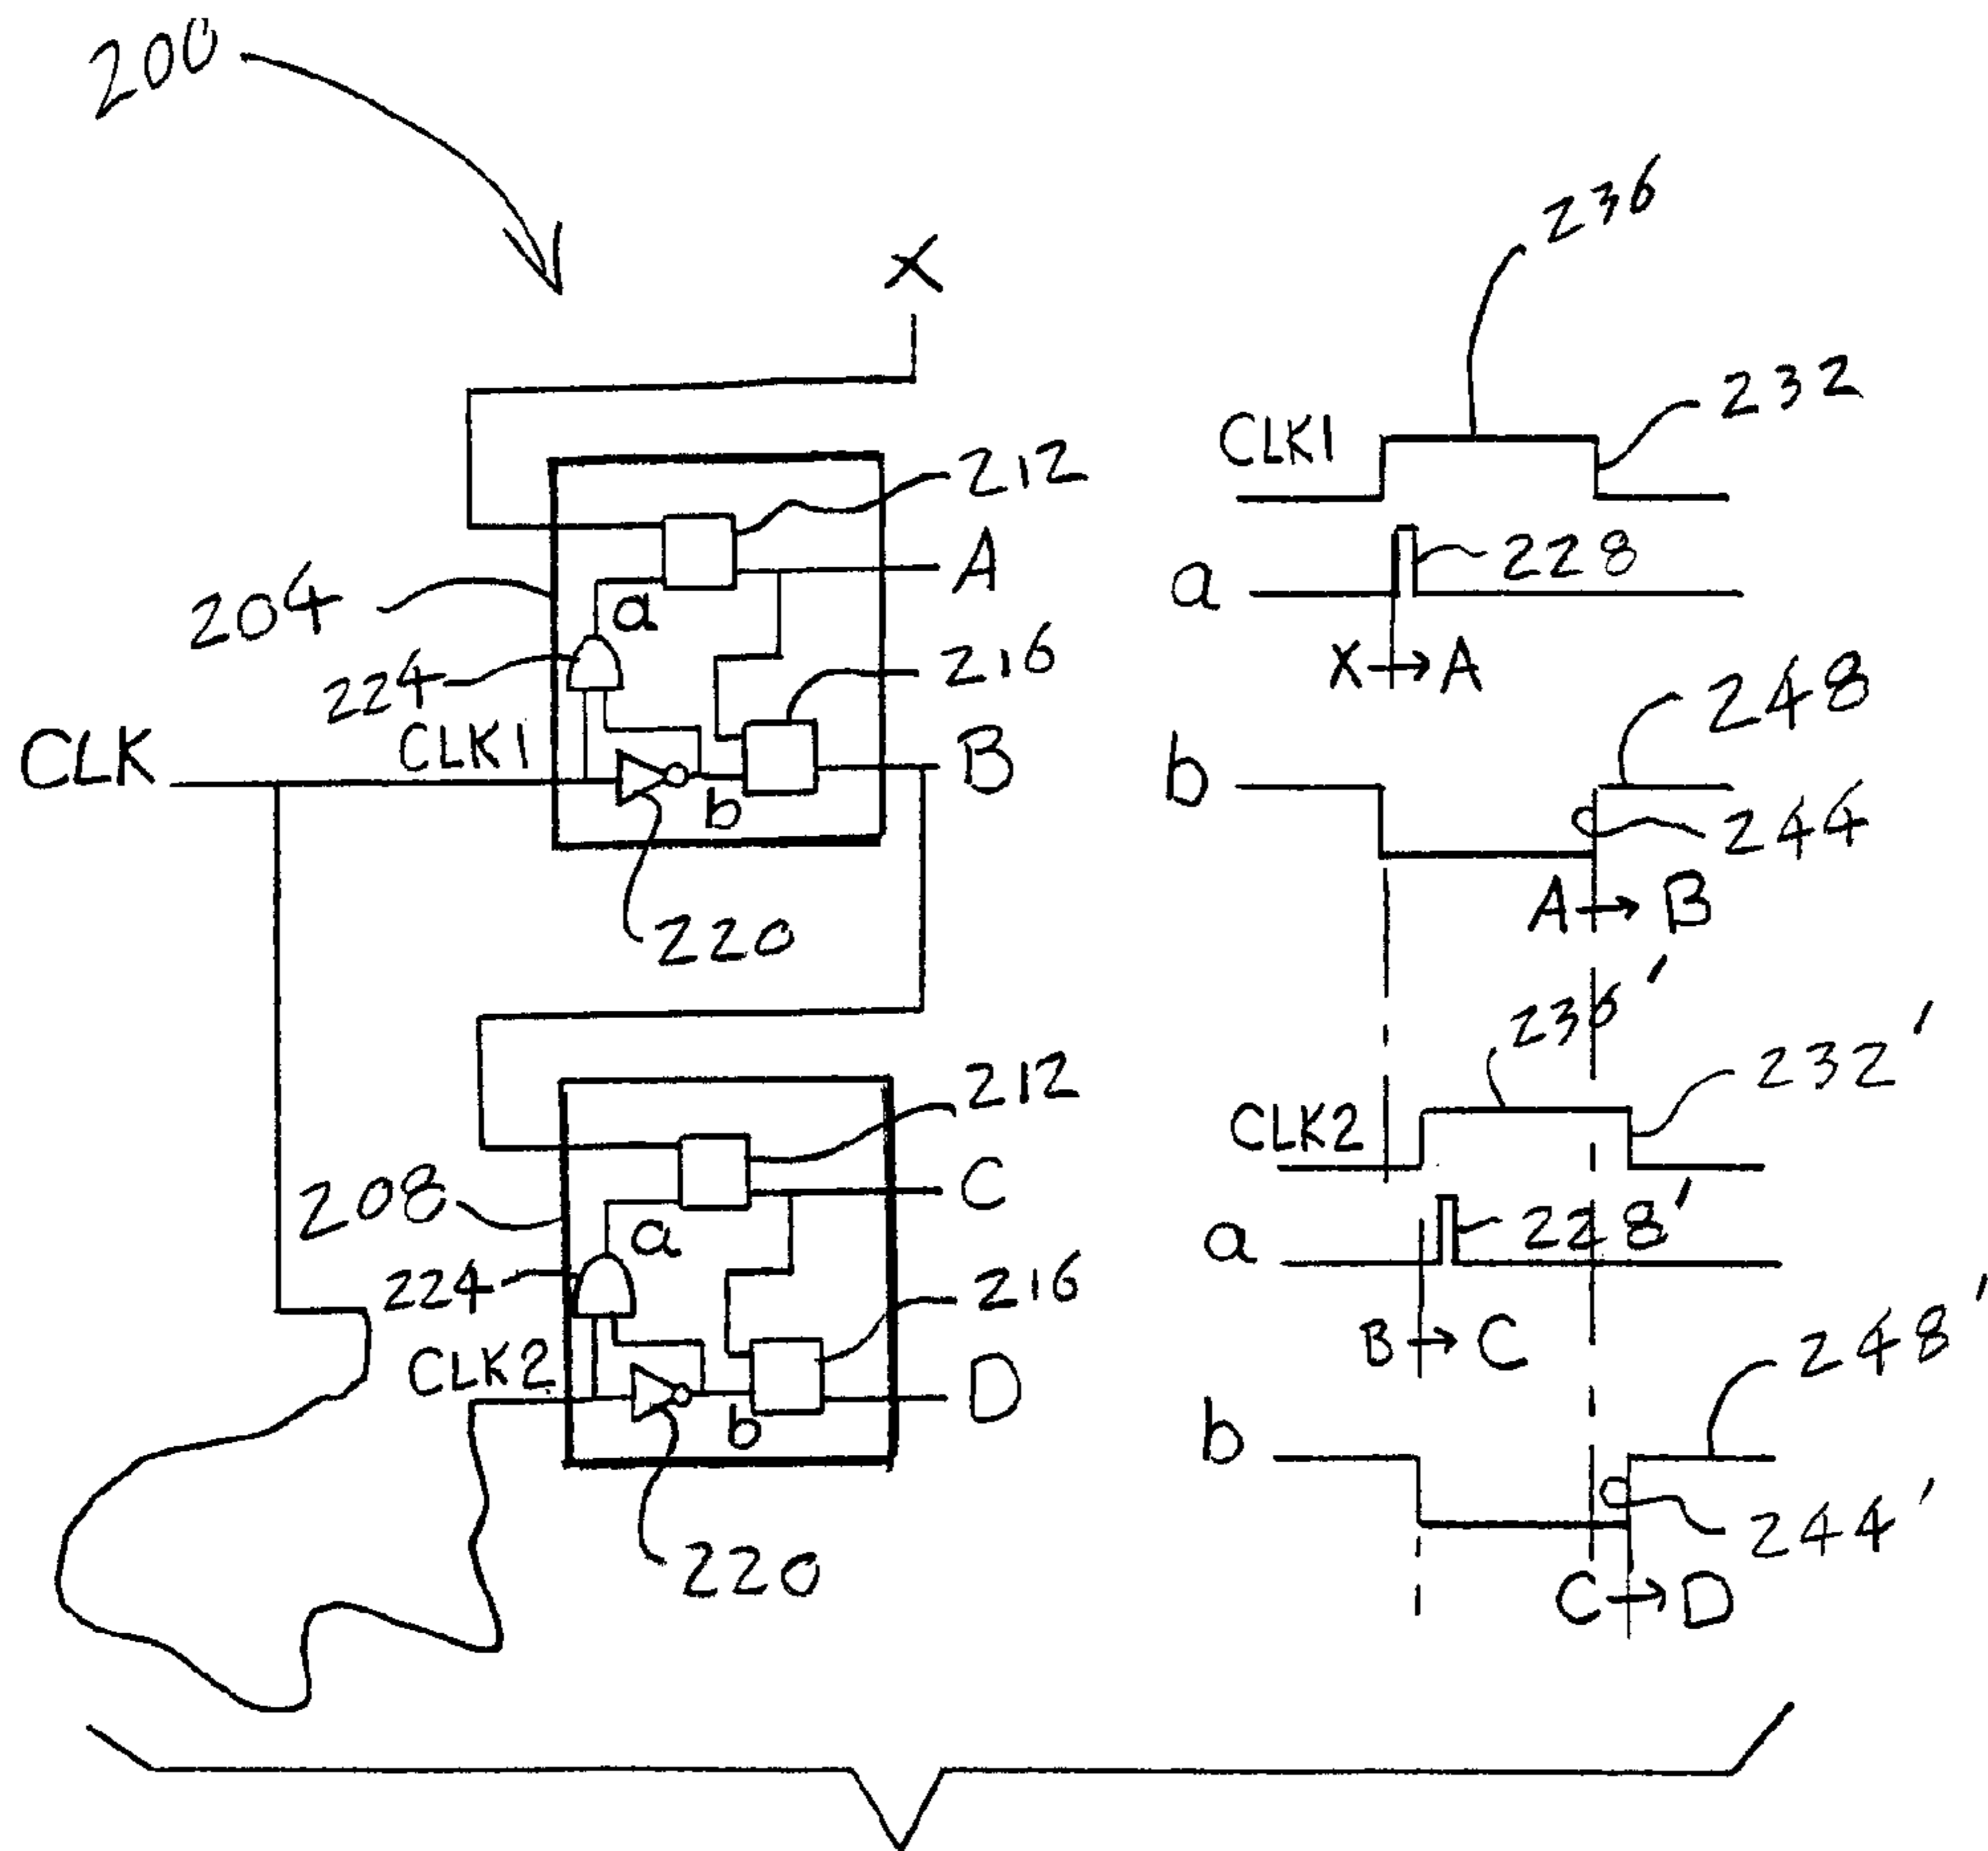 200
X
212
A
204
a
224
216
CLK
CLK1
B
b
220
212
208
C
a
224
216
CLK2
D
b
220
236
CLK1
232
a
228
X → A
248
b
244
A → B
236'
CLK2
232'
a
228'
B → C
248'
b
244'
C → D